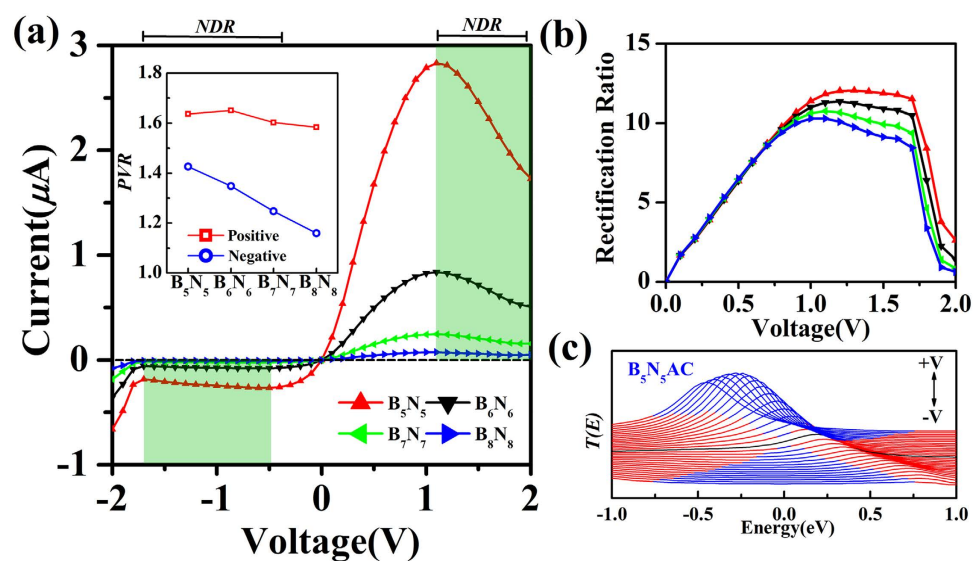 (a)
NDR
NDR
3
2
1
0
-1
Current(μA)
-2
-1
0
1
2
Voltage(V)
1.8
1.6
1.4
1.2
1.0
PVR
Positive
Negative
B₅N₅ B₆N₆ B₇N₇ B₈N₈
B₅N₅ B₆N₆
B₇N₇ B₈N₈
(b)
15
10
5
0
Rectification Ratio
0.0 0.5 1.0 1.5 2.0
Voltage(V)
(c)
B₅N₅AC
+V
-V
T(E)
-1.0 -0.5 0.0 0.5 1.0
Energy(eV)